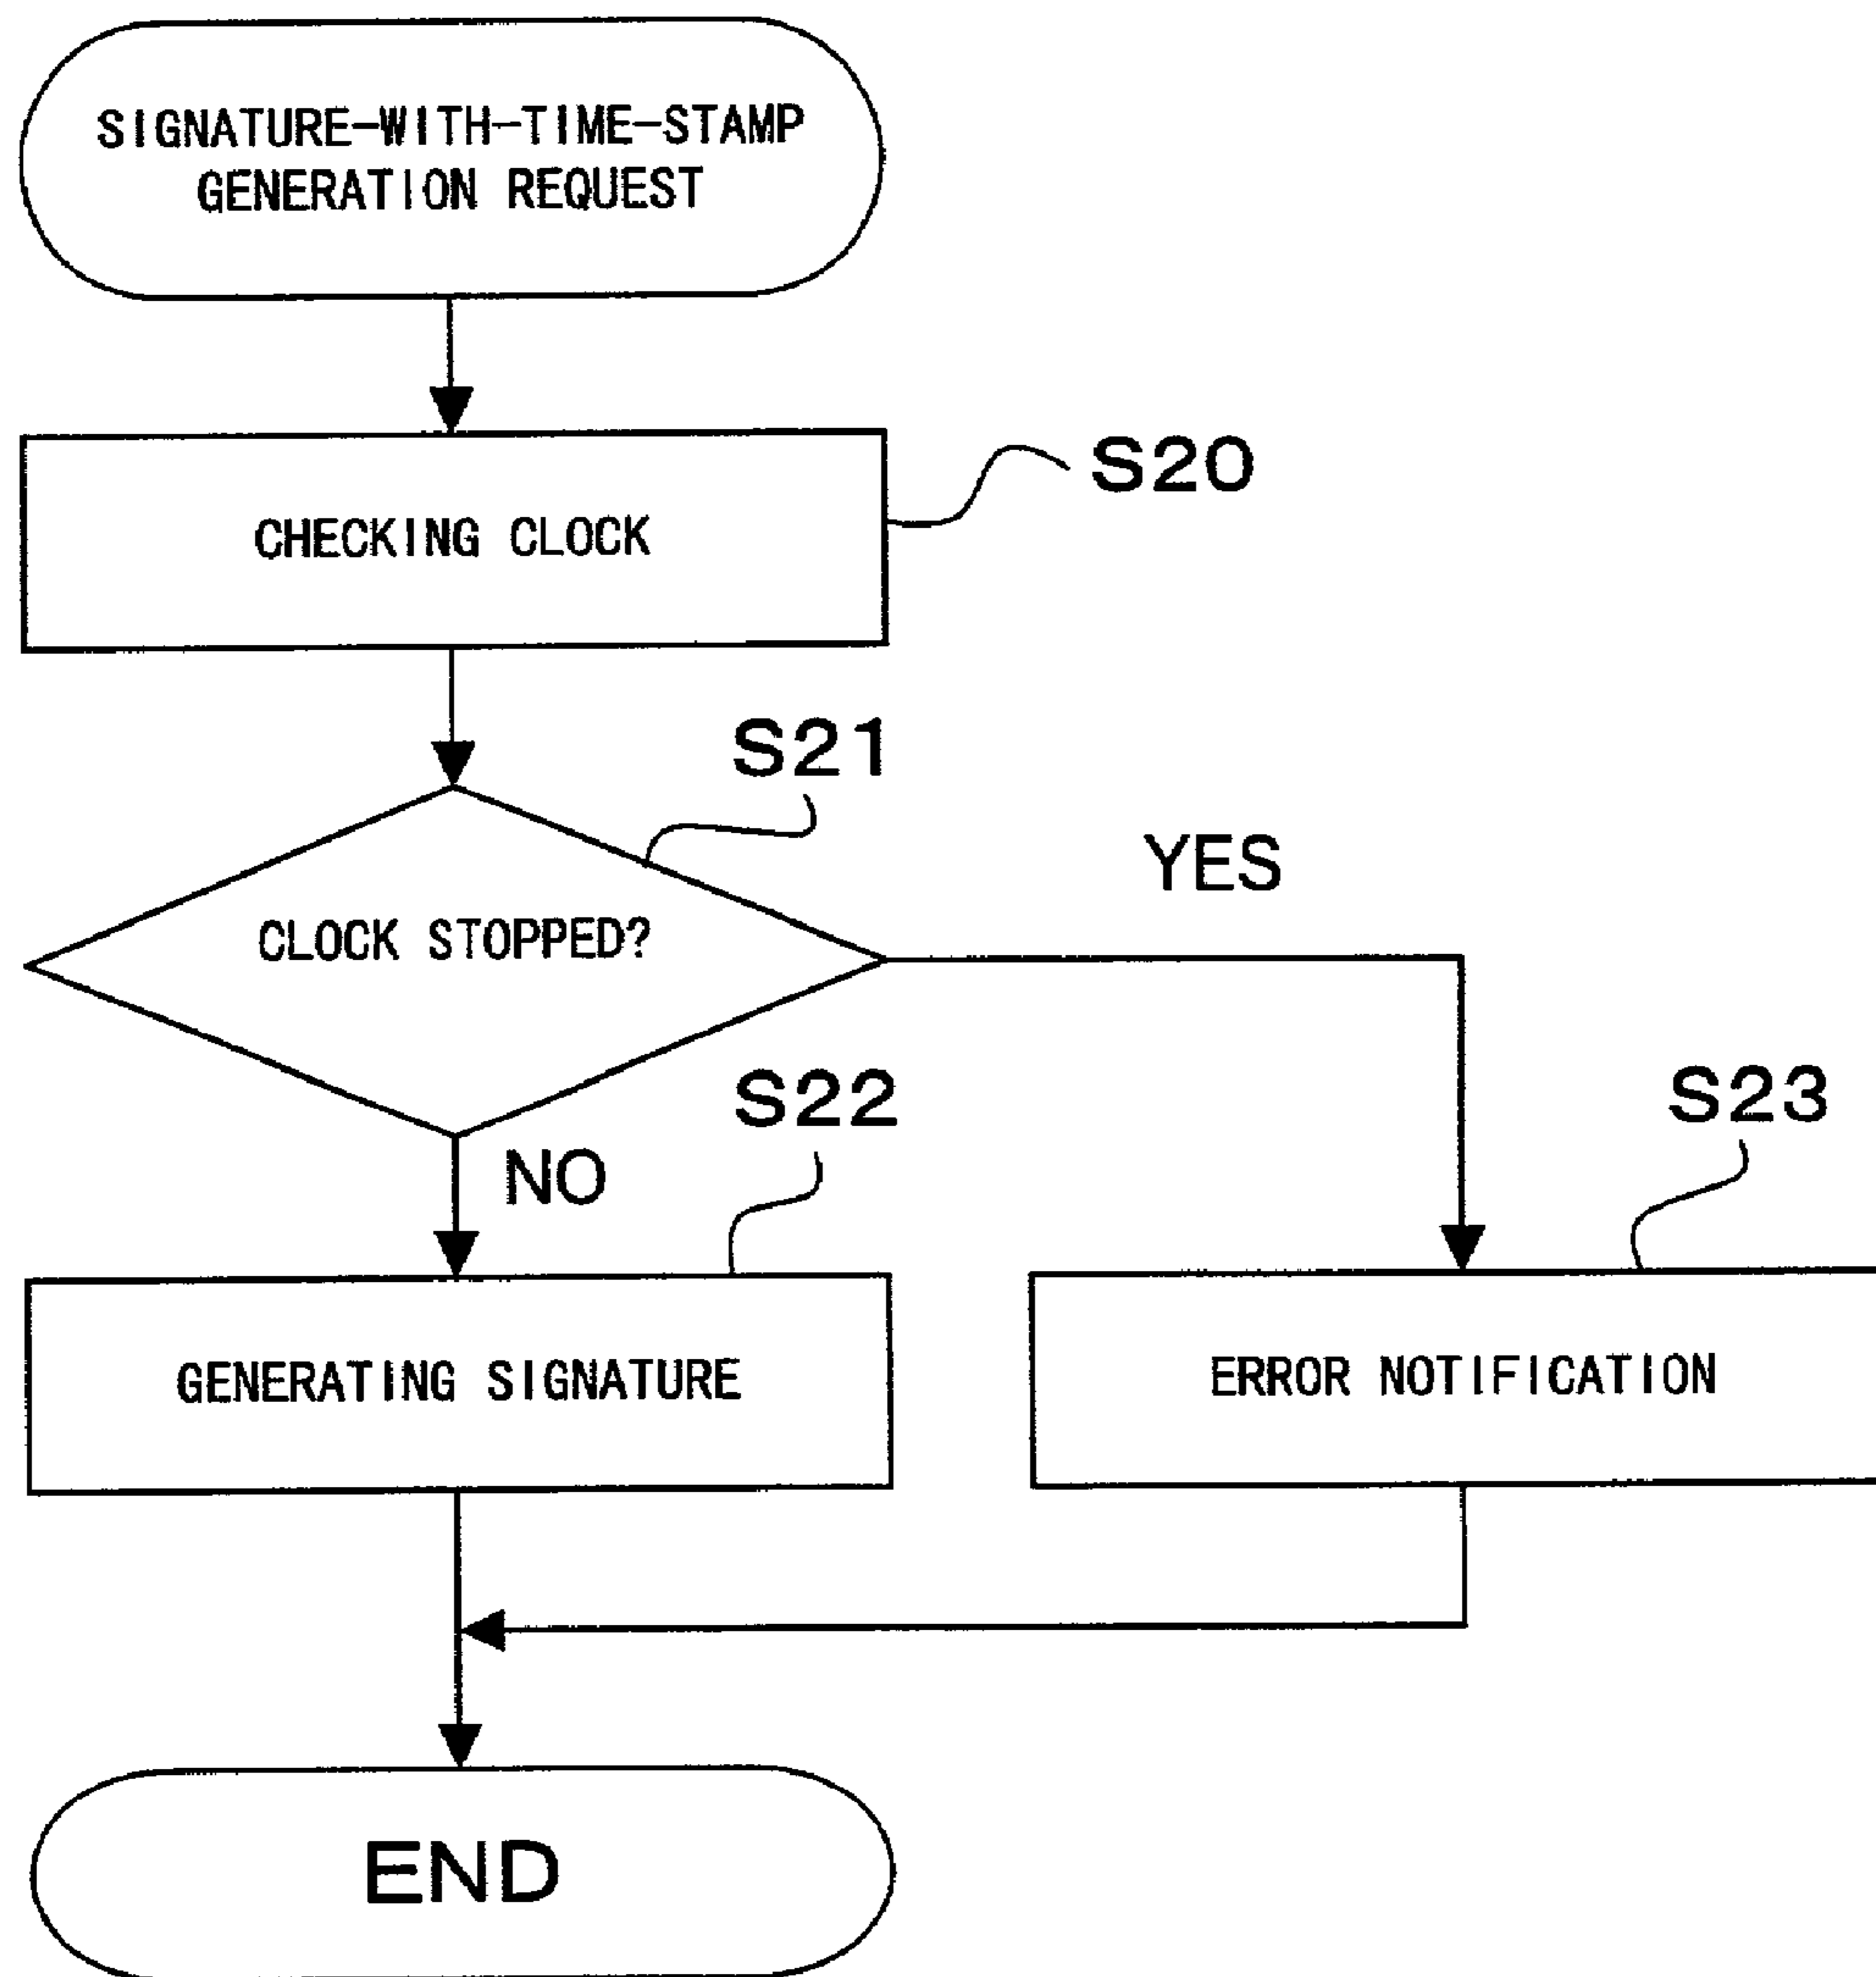 SIGNATURE-WITH-TIME-STAMP
GENERATION REQUEST
S20
CHECKING CLOCK
S21
YES
CLOCK STOPPED?
S22
S23
NO
GENERATING SIGNATURE
ERROR NOTIFICATION
END